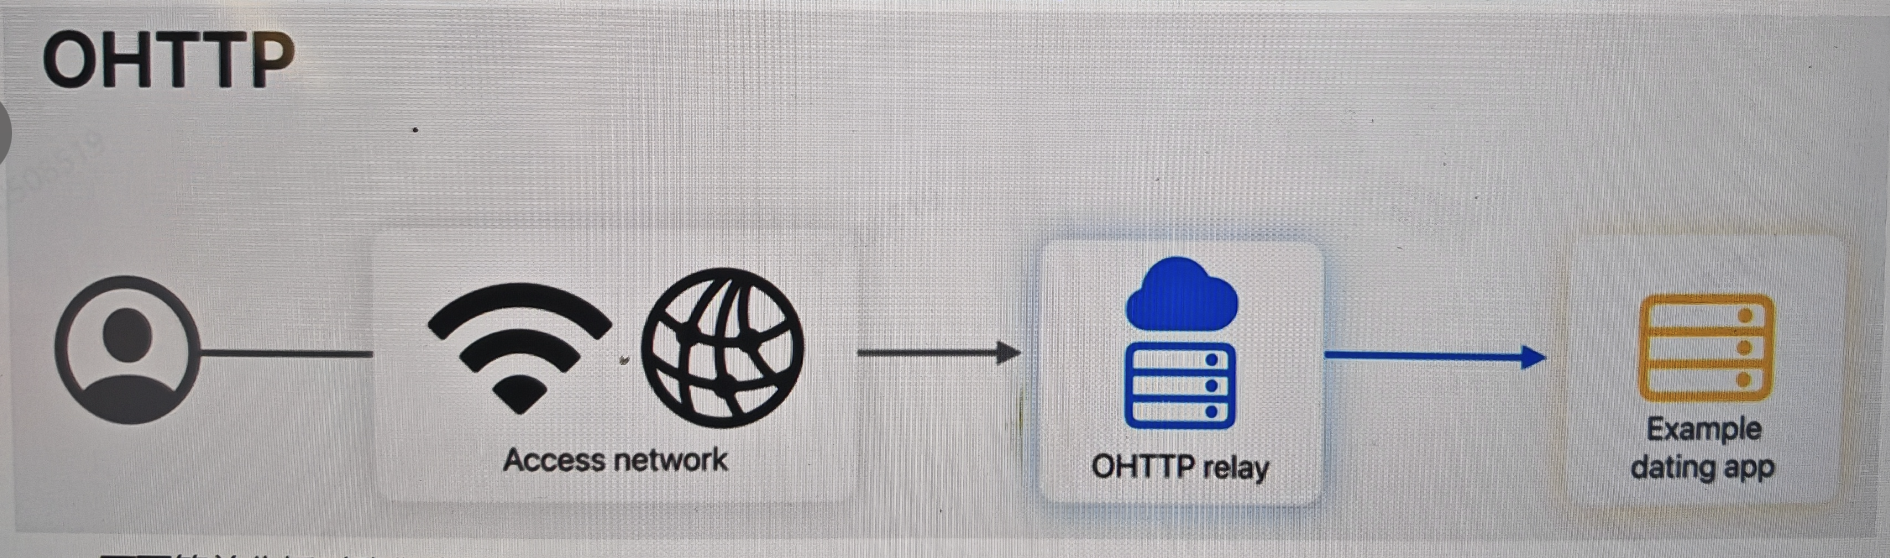 OHTTP
Access network
OHTTP relay
Example
dating app